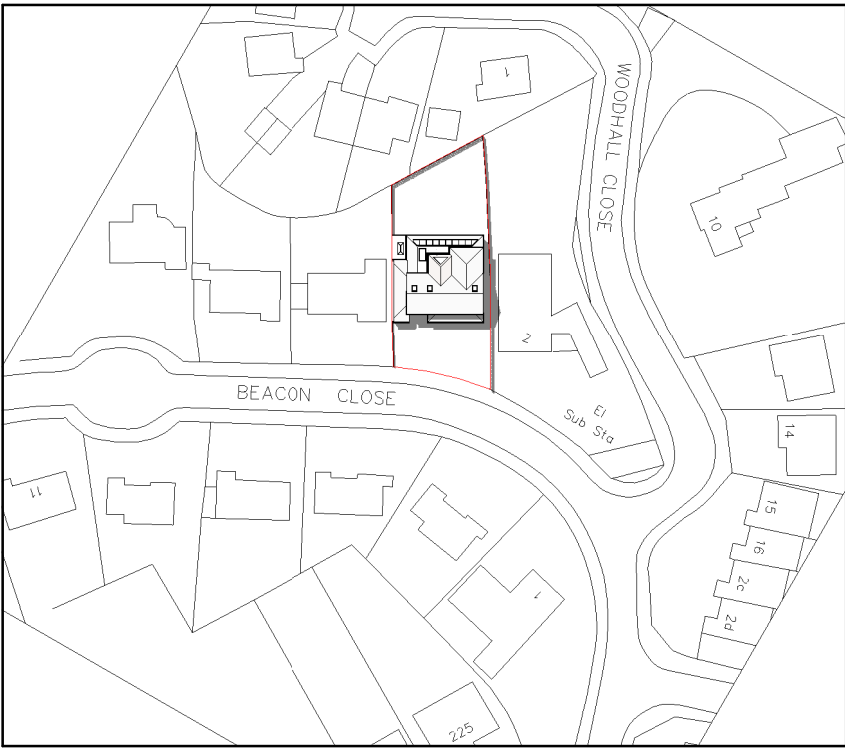 1
WOODHALL CLOSE
10
2
BEACON CLOSE
El
Sub Sta
14
11
15
16
2c
2d
1
225